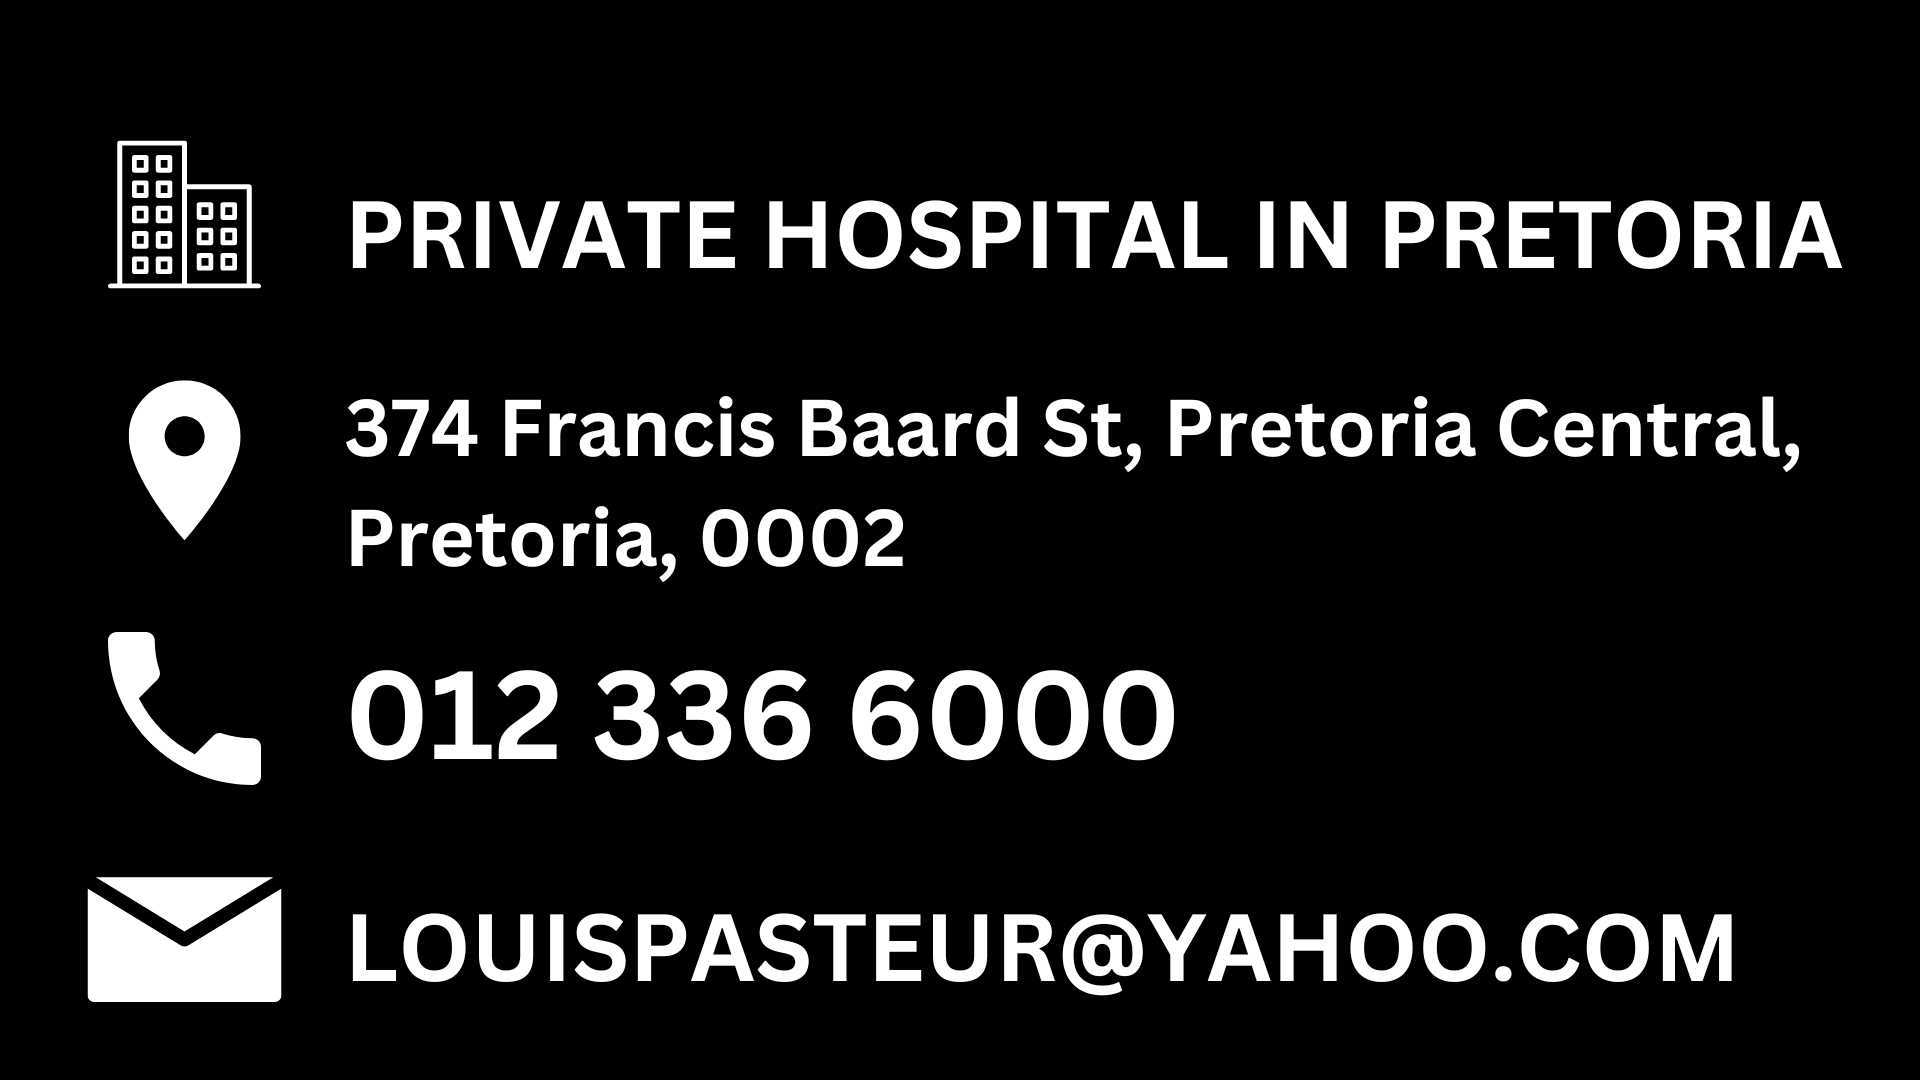 PRIVATE HOSPITAL IN PRETORIA
374 Francis Baard St, Pretoria Central,
Pretoria, 0002
012 336 6000
LOUISPASTEUR@YAHOO.COM